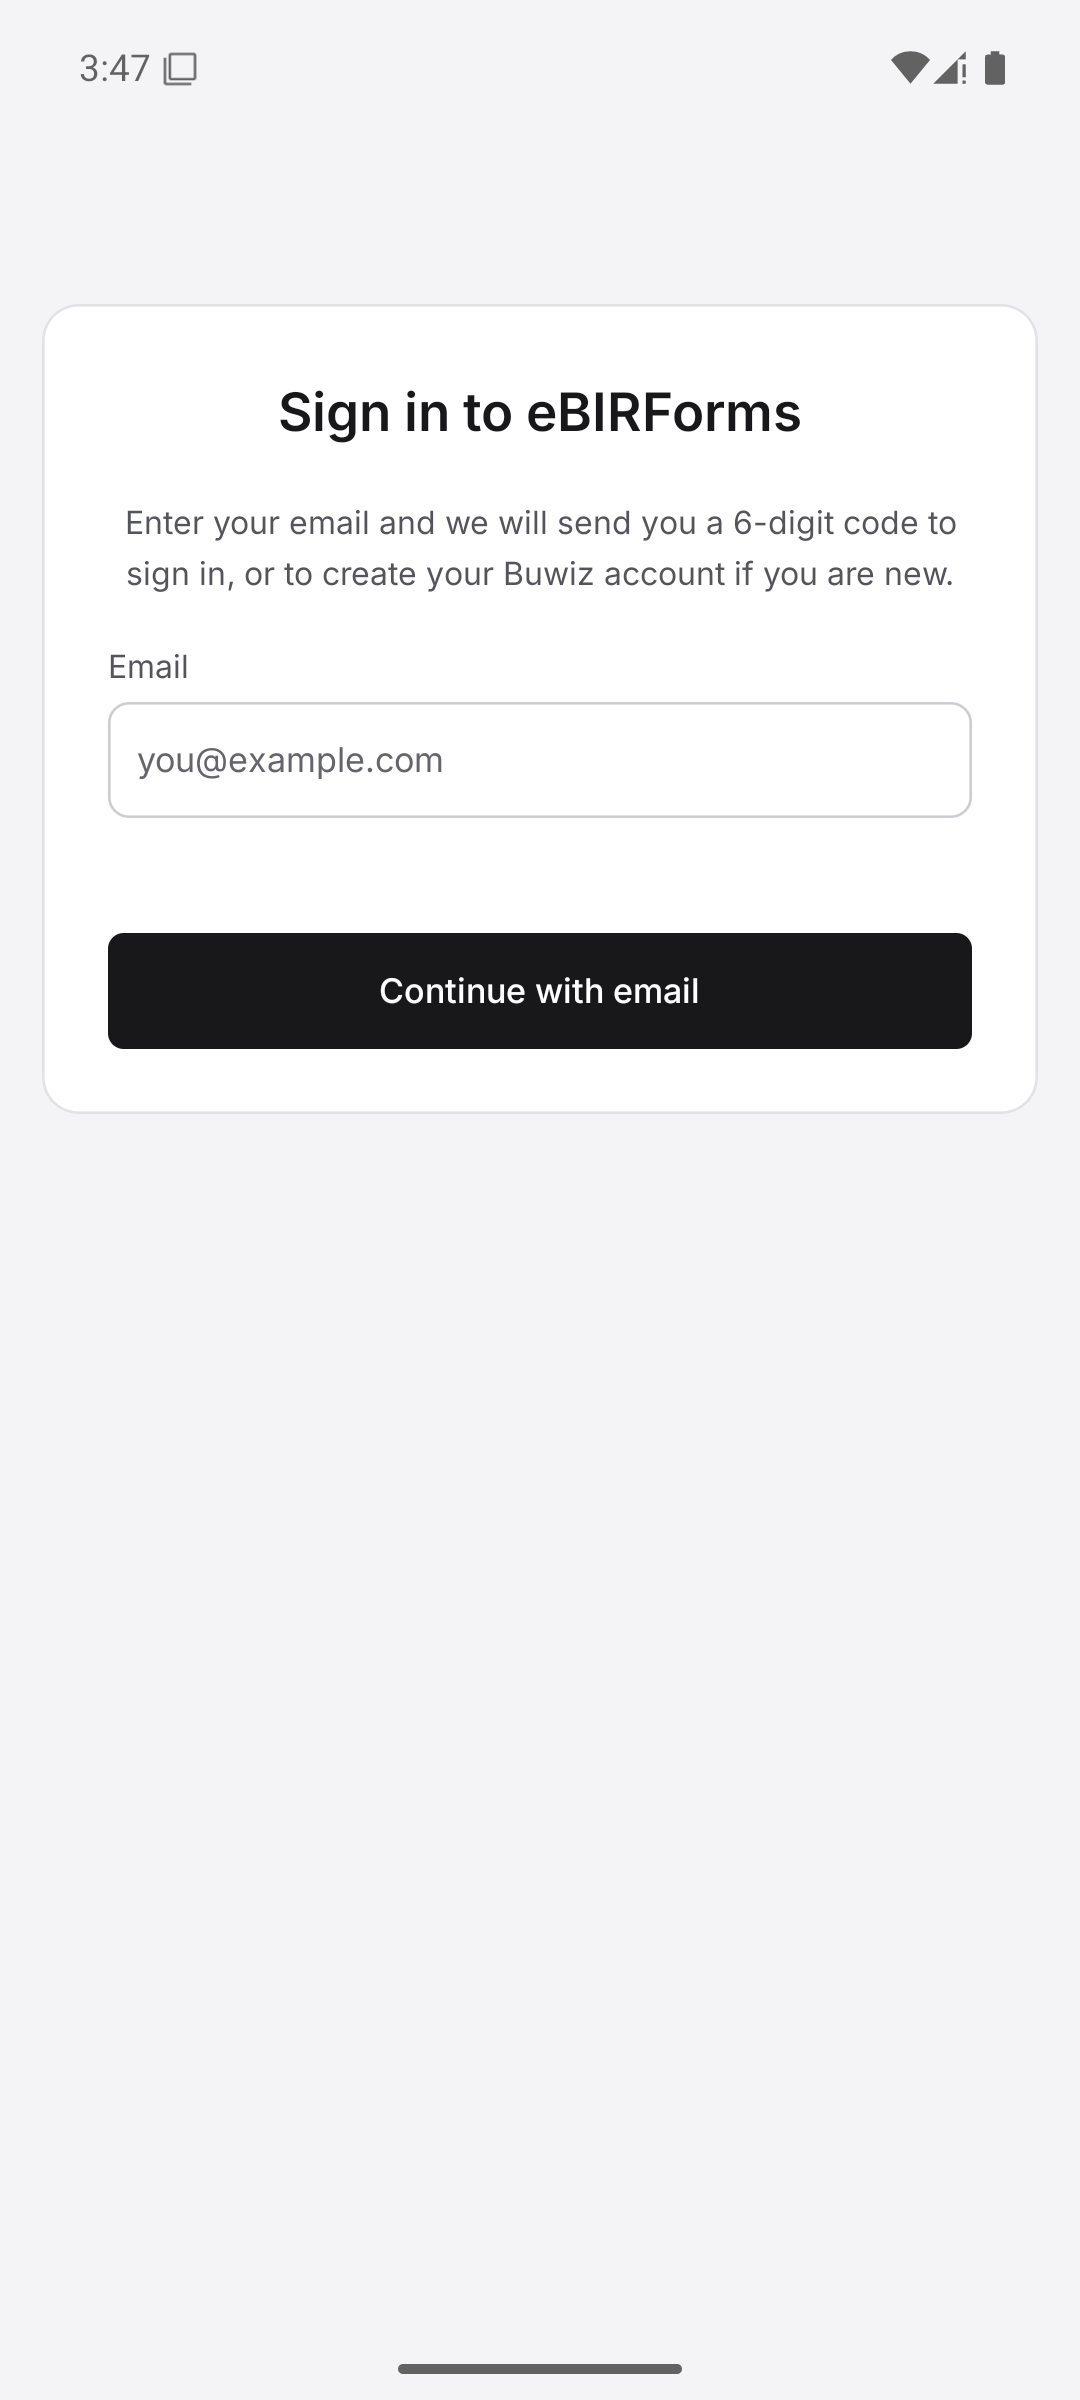 3:47
Sign in to eBIRForms
Enter your email and we will send you a 6-digit code to
sign in, or to create your Buwiz account if you are new.
Email
you@example.com
Continue with email